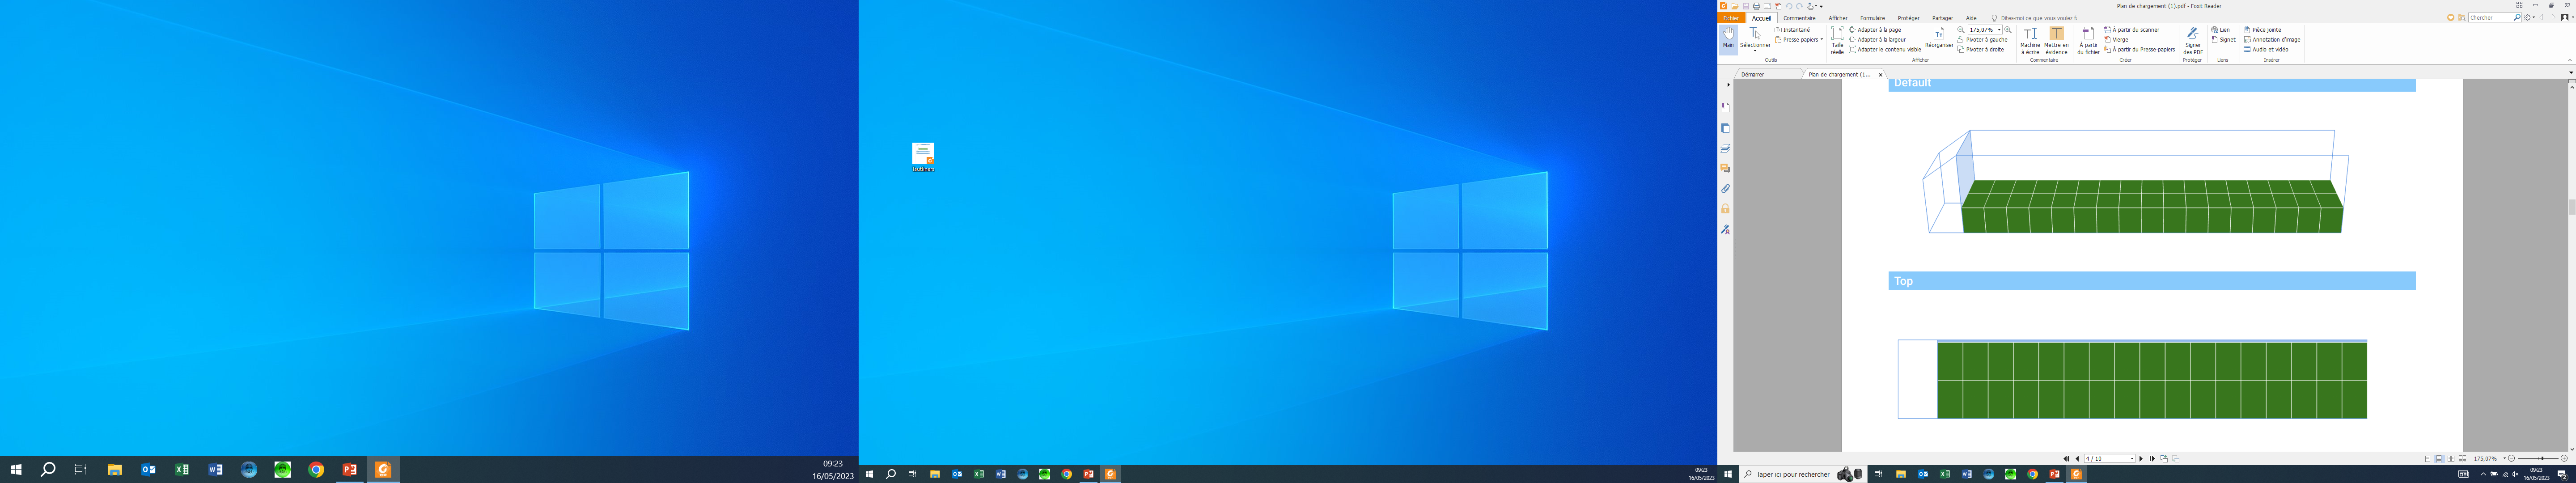 09:23
16/05/2023
09:23
16/05/2023
Plan de chargement (1).pdf - Foxit Reader
Fichier Accueil Commentaire Afficher Formulaire Protéger Partager Aide Dites-moi ce que vous voulez f Chercher
Main
Sélectionner
Instantané
Presse-papiers
Outils
Taille réelle
Adapter à la page
Adapter à la largeur
Adapter le contenu visible
Réorganiser
175,07%
Pivoter à gauche
Pivoter à droite
Afficher
Machine à écrire
Mettre en évidence
Commentaire
À partir du fichier
À partir du scanner
Vierge
À partir du Presse-papiers
Créer
Signer des PDF
Protéger
Lien
Signet
Liens
Pièce jointe
Annotation d'image
Audio et vidéo
Insérer
Démarrer Plan de chargement (1...
Default
Top
4 / 10
175,07%
Taper ici pour rechercher
09:23
16/05/2023